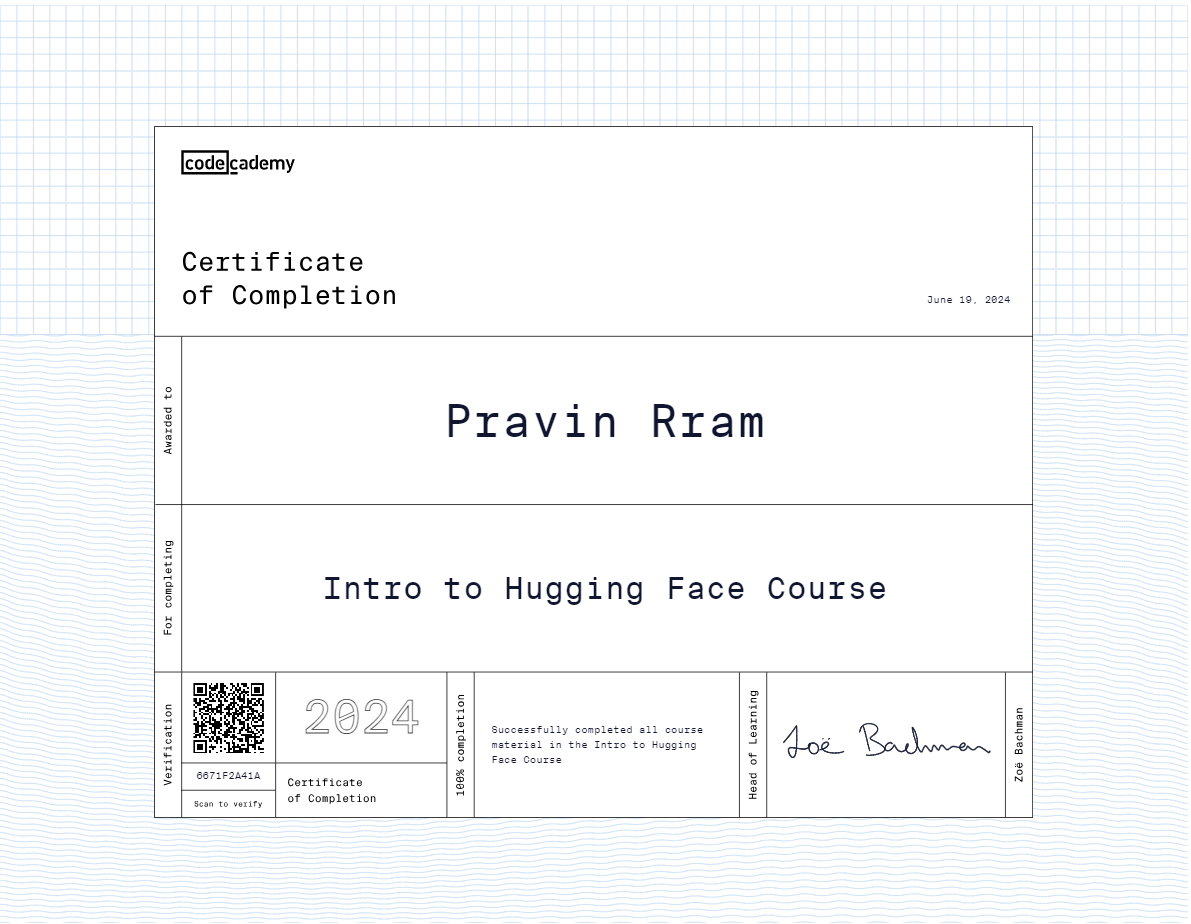 codecademy
Certificate
of Completion
June 19, 2024
Awarded to
Pravin Rram
For completing
Intro to Hugging Face Course
Verification
6671F2A41A
Scan to verify
2024
Certificate
of Completion
100% completion
Successfully completed all course
material in the Intro to Hugging
Face Course
Head of Learning
Zoë Bachman
Zoë Bachman